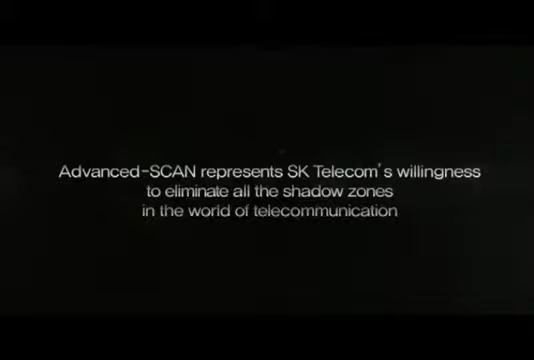 Advanced-SCAN represents SK Telecom's willingness
to eliminate all the shadow zones
in the world of telecommunication